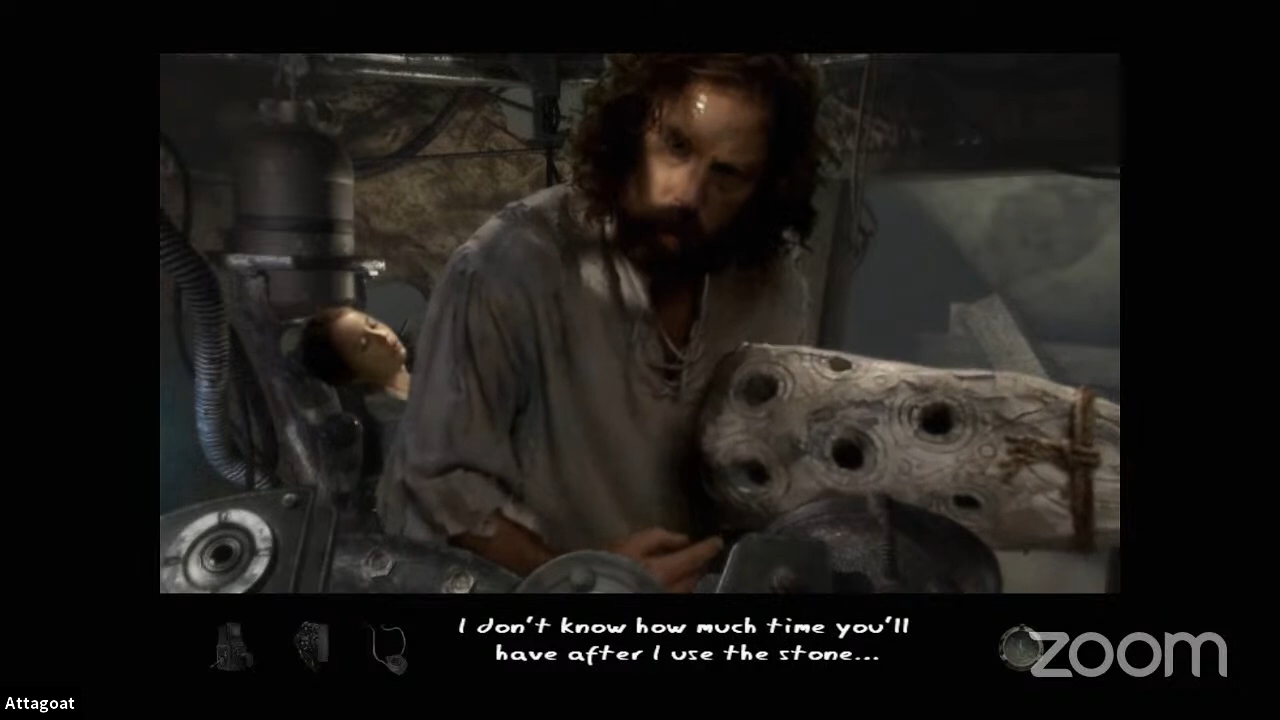 I don't know how much time you'll
have after I use the stone...
zoom
Attagoat